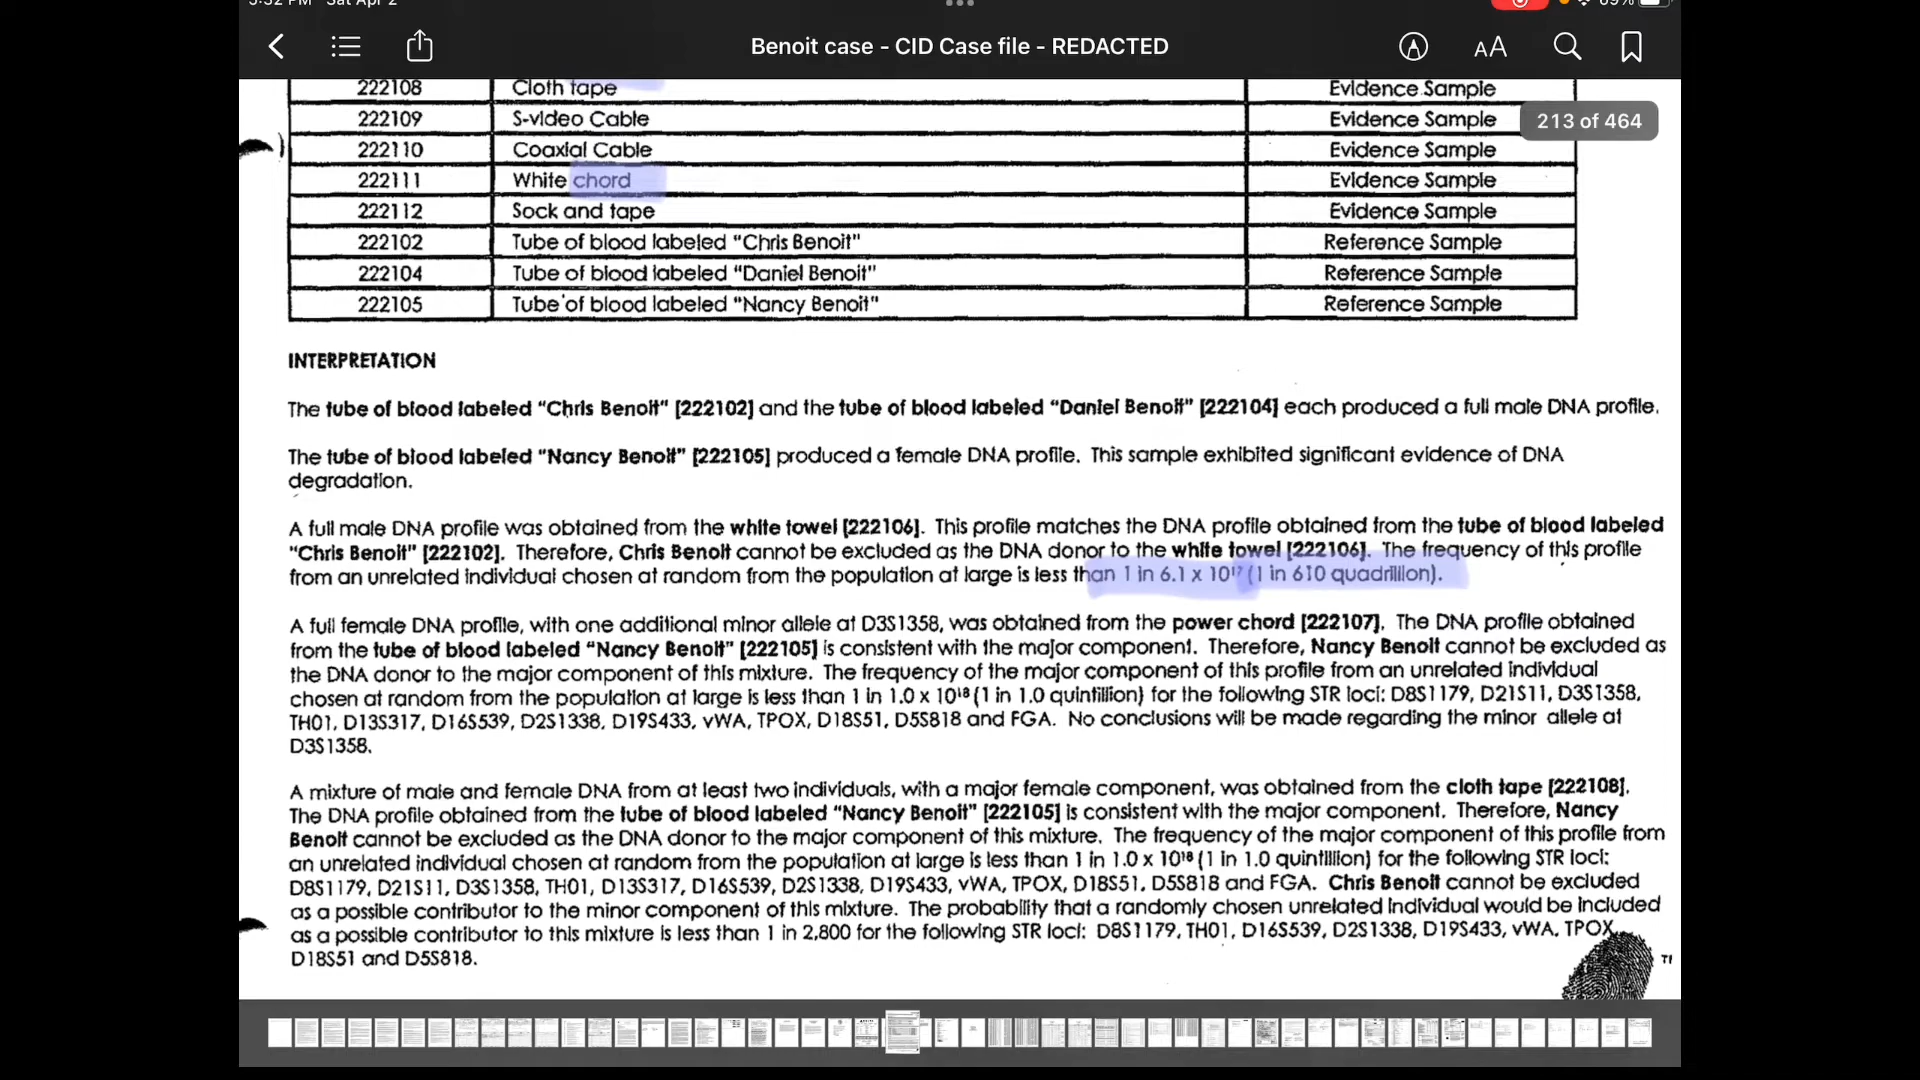 Sat Apr 2
69%
Benoit case - CID Case file - REDACTED
AA
213 of 464
222108 Cloth tape Evidence Sample
222109 S-video Cable Evidence Sample
222110 Coaxial Cable Evidence Sample
222111 White chord Evidence Sample
222112 Sock and tape Evidence Sample
222102 Tube of blood labeled "Chris Benoit" Reference Sample
222104 Tube of blood labeled "Daniel Benoit" Reference Sample
222105 Tube of blood labeled "Nancy Benoit" Reference Sample
INTERPRETATION
The tube of blood labeled "Chris Benoit" [222102] and the tube of blood labeled "Daniel Benoit" [222104] each produced a full male DNA profile.
The tube of blood labeled "Nancy Benoit" [222105] produced a female DNA profile. This sample exhibited significant evidence of DNA
degradation.
A full male DNA profile was obtained from the white towel [222106]. This profile matches the DNA profile obtained from the tube of blood labeled
"Chris Benoit" [222102]. Therefore, Chris Benoit cannot be excluded as the DNA donor to the white towel [222106]. The frequency of this profile
from an unrelated individual chosen at random from the population at large is less than 1 in 6.1 x 10¹⁷ (1 in 610 quadrillion).
A full female DNA profile, with one additional minor allele at D3S1358, was obtained from the power chord [222107]. The DNA profile obtained
from the tube of blood labeled "Nancy Benoit" [222105] is consistent with the major component. Therefore, Nancy Benoit cannot be excluded as
the DNA donor to the major component of this mixture. The frequency of the major component of this profile from an unrelated individual
chosen at random from the population at large is less than 1 in 1.0 x 10¹⁸ (1 in 1.0 quintillion) for the following STR loci: D8S1179, D21S11, D3S1358,
TH01, D13S317, D16S539, D2S1338, D19S433, vWA, TPOX, D18S51, D5S818 and FGA. No conclusions will be made regarding the minor allele at
D3S1358.
A mixture of male and female DNA from at least two individuals, with a major female component, was obtained from the cloth tape [222108].
The DNA profile obtained from the tube of blood labeled "Nancy Benoit" [222105] is consistent with the major component. Therefore, Nancy
Benoit cannot be excluded as the DNA donor to the major component of this mixture. The frequency of the major component of this profile from
an unrelated individual chosen at random from the population at large is less than 1 in 1.0 x 10¹⁸ (1 in 1.0 quintillion) for the following STR loci:
D8S1179, D21S11, D3S1358, TH01, D13S317, D16S539, D2S1338, D19S433, vWA, TPOX, D18S51, D5S818 and FGA. Chris Benoit cannot be excluded
as a possible contributor to the minor component of this mixture. The probability that a randomly chosen unrelated individual would be included
as a possible contributor to this mixture is less than 1 in 2,800 for the following STR loci: D8S1179, TH01, D16S539, D2S1338, D19S433, vWA, TPOX,
D18S51 and D5S818.